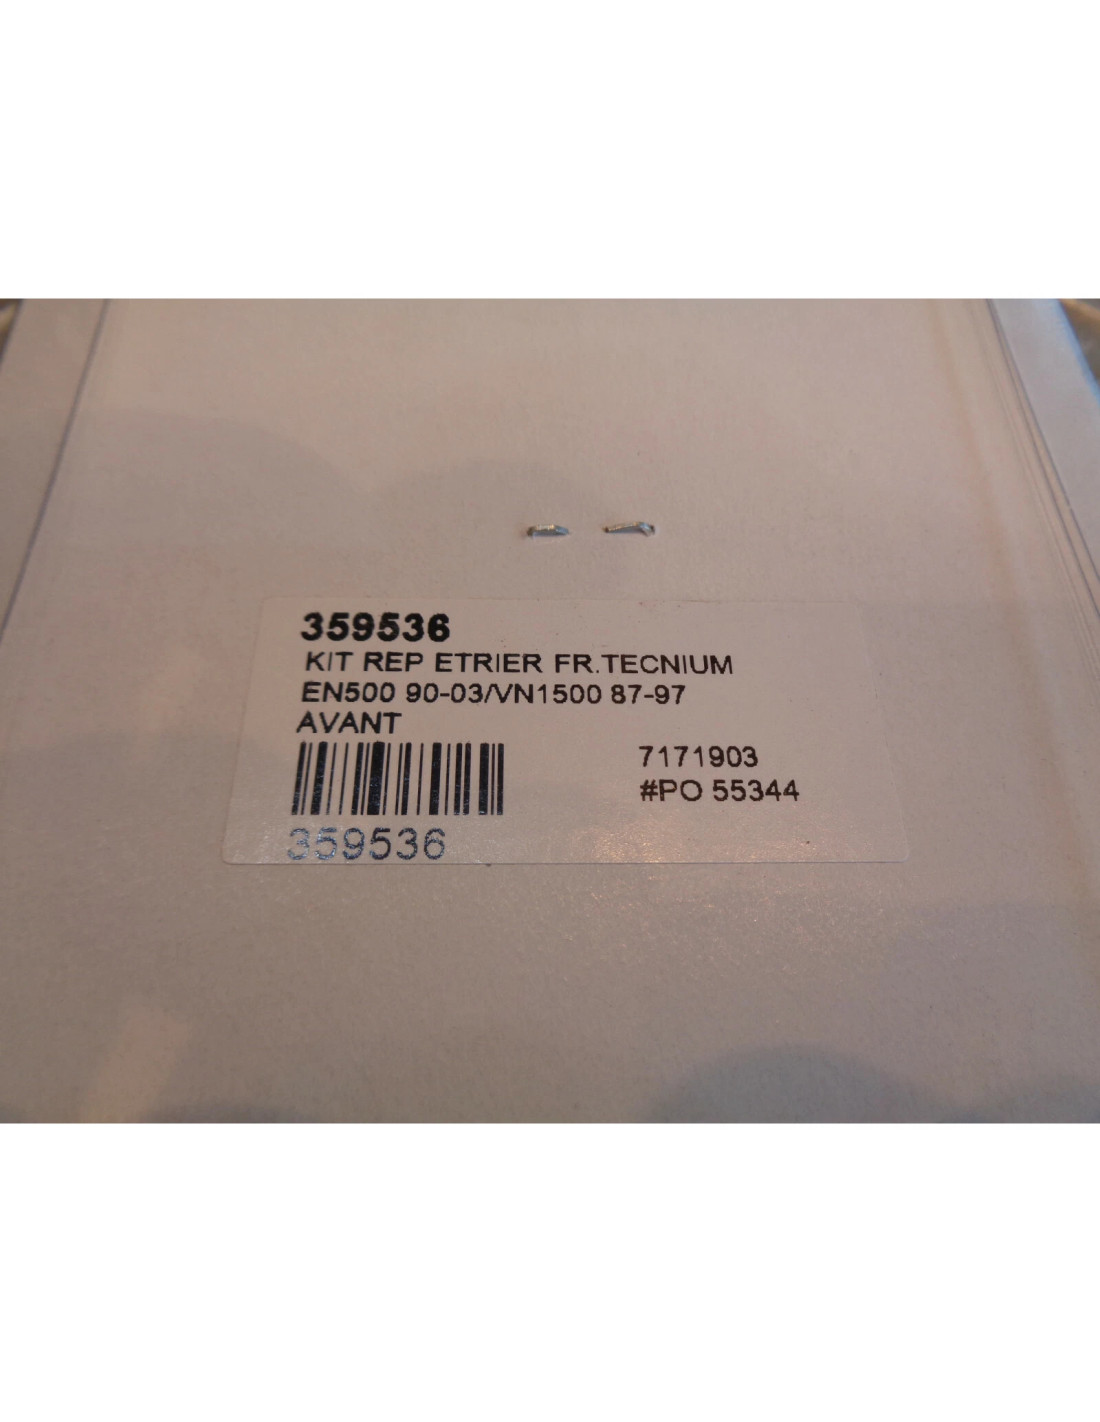 359536
KIT REP ETRIER FR.TECNIUM
EN500 90-03/VN1500 87-97
AVANT
7171903
#PO 55344
359536